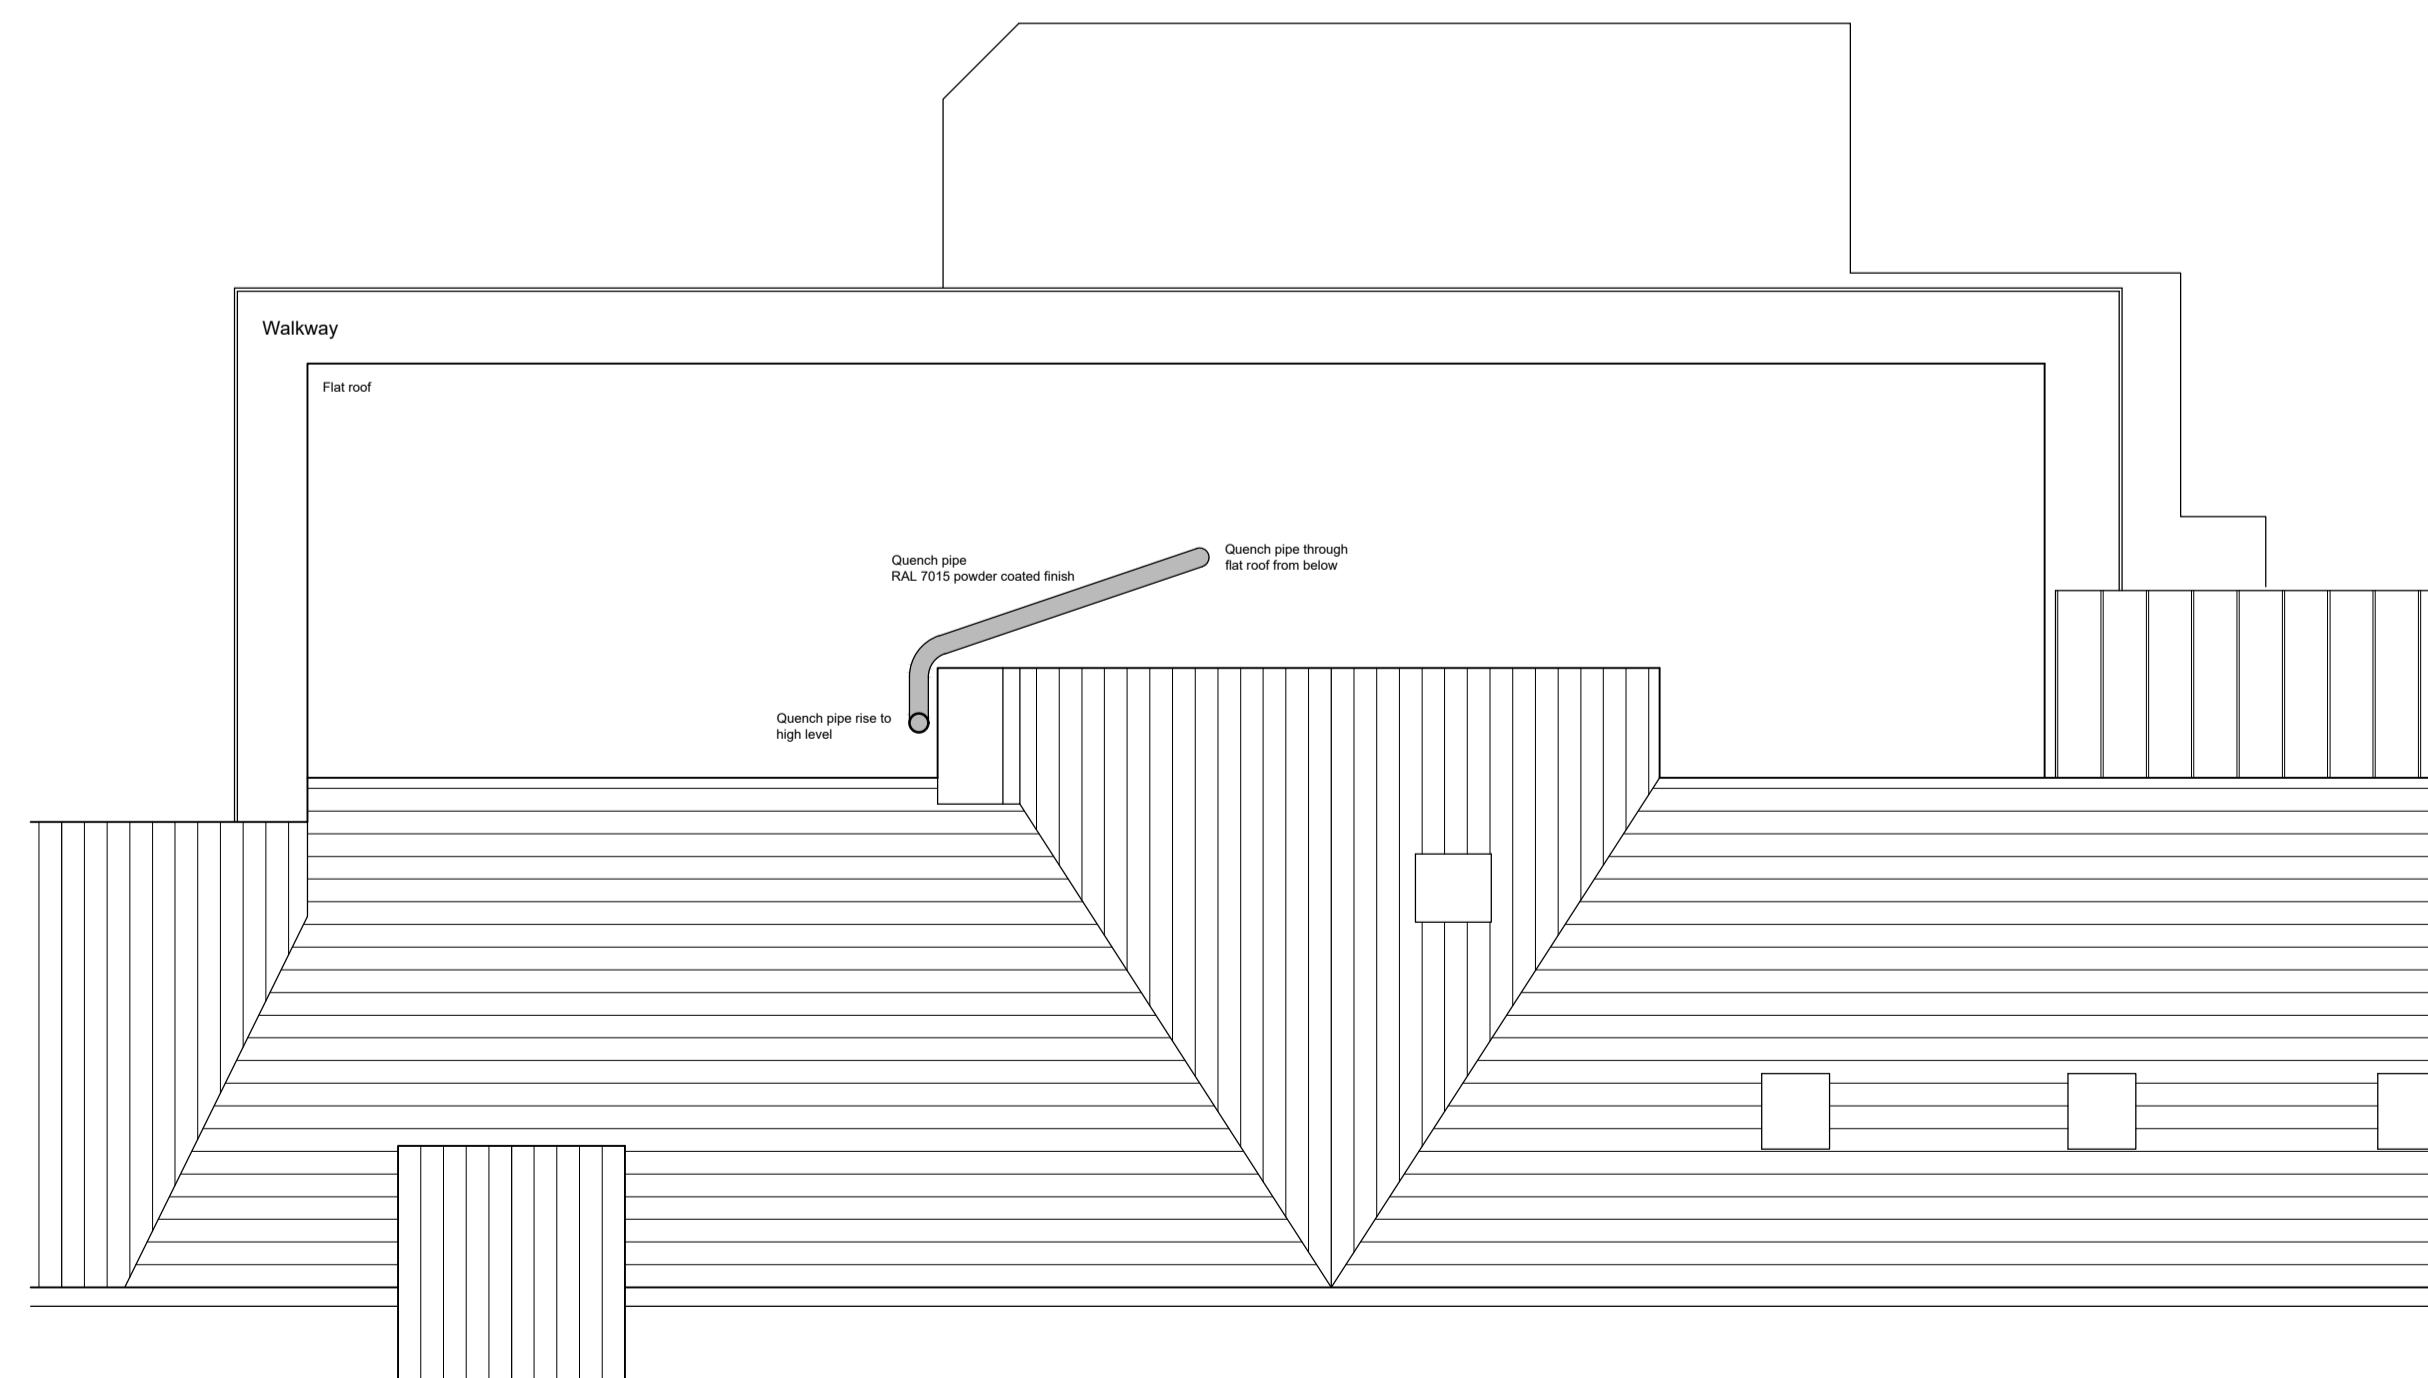 Walkway
Flat roof
Quench pipe
RAL 7015 powder coated finish
Quench pipe through
flat roof from below
Quench pipe rise to
high level